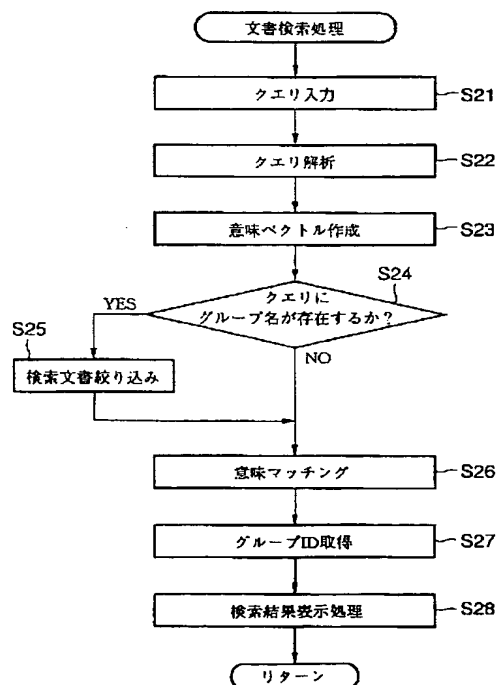 文書検索処理
クエリ入力
S21
クエリ解析
S22
意味ベクトル作成
S23
S24
クエリに
グループ名が存在するか？
YES
S25
検索文書絞り込み
NO
意味マッチング
S26
グループID取得
S27
検索結果表示処理
S28
リターン